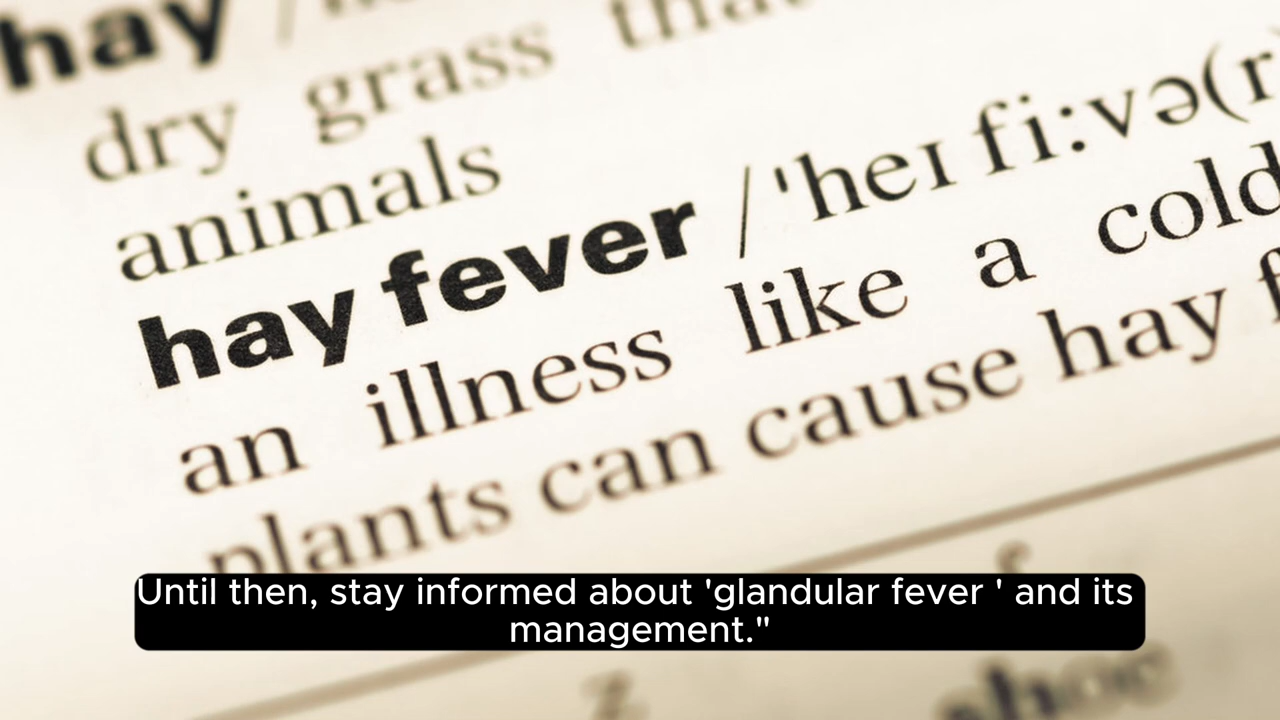 hay
dry grass that
animals
hay fever /ˈheɪ fiːvə(r
an illness like a cold
plants can cause hay f
Until then, stay informed about 'glandular fever ' and its
management."